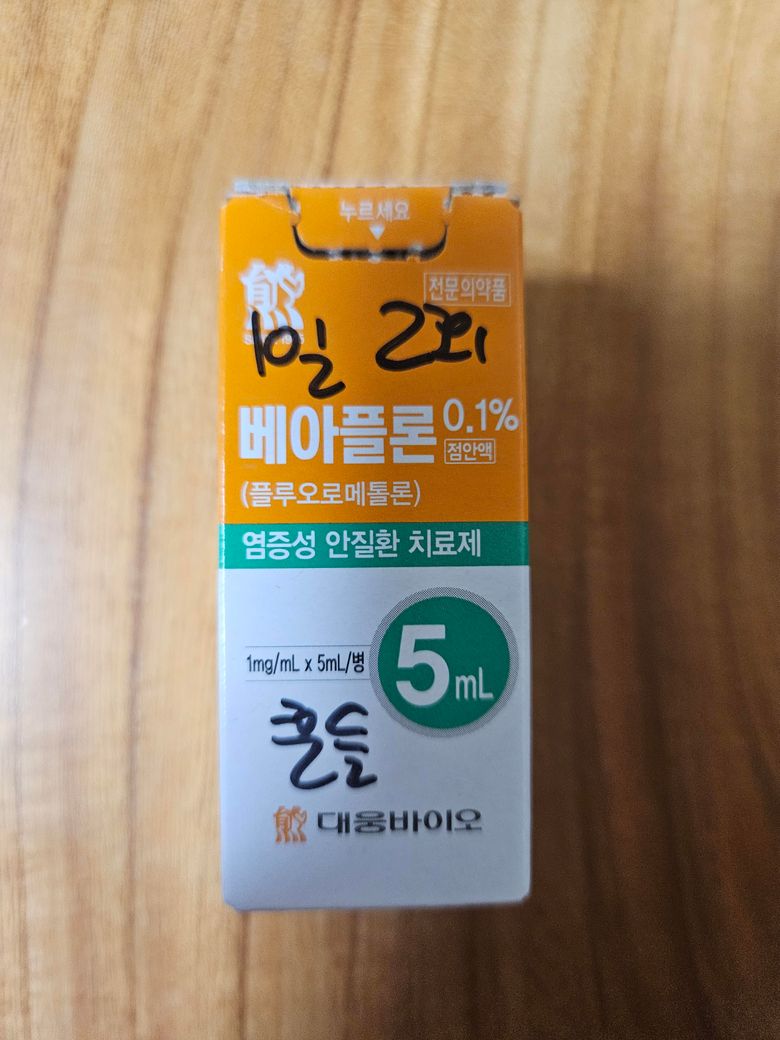 누르세요
전문의약품
10일 2회
베아플론 0.1%
점안액
(플루오로메톨론)
염증성 안질환 치료제
1mg/mL x 5mL/병
5mL
흔듦
대웅바이오